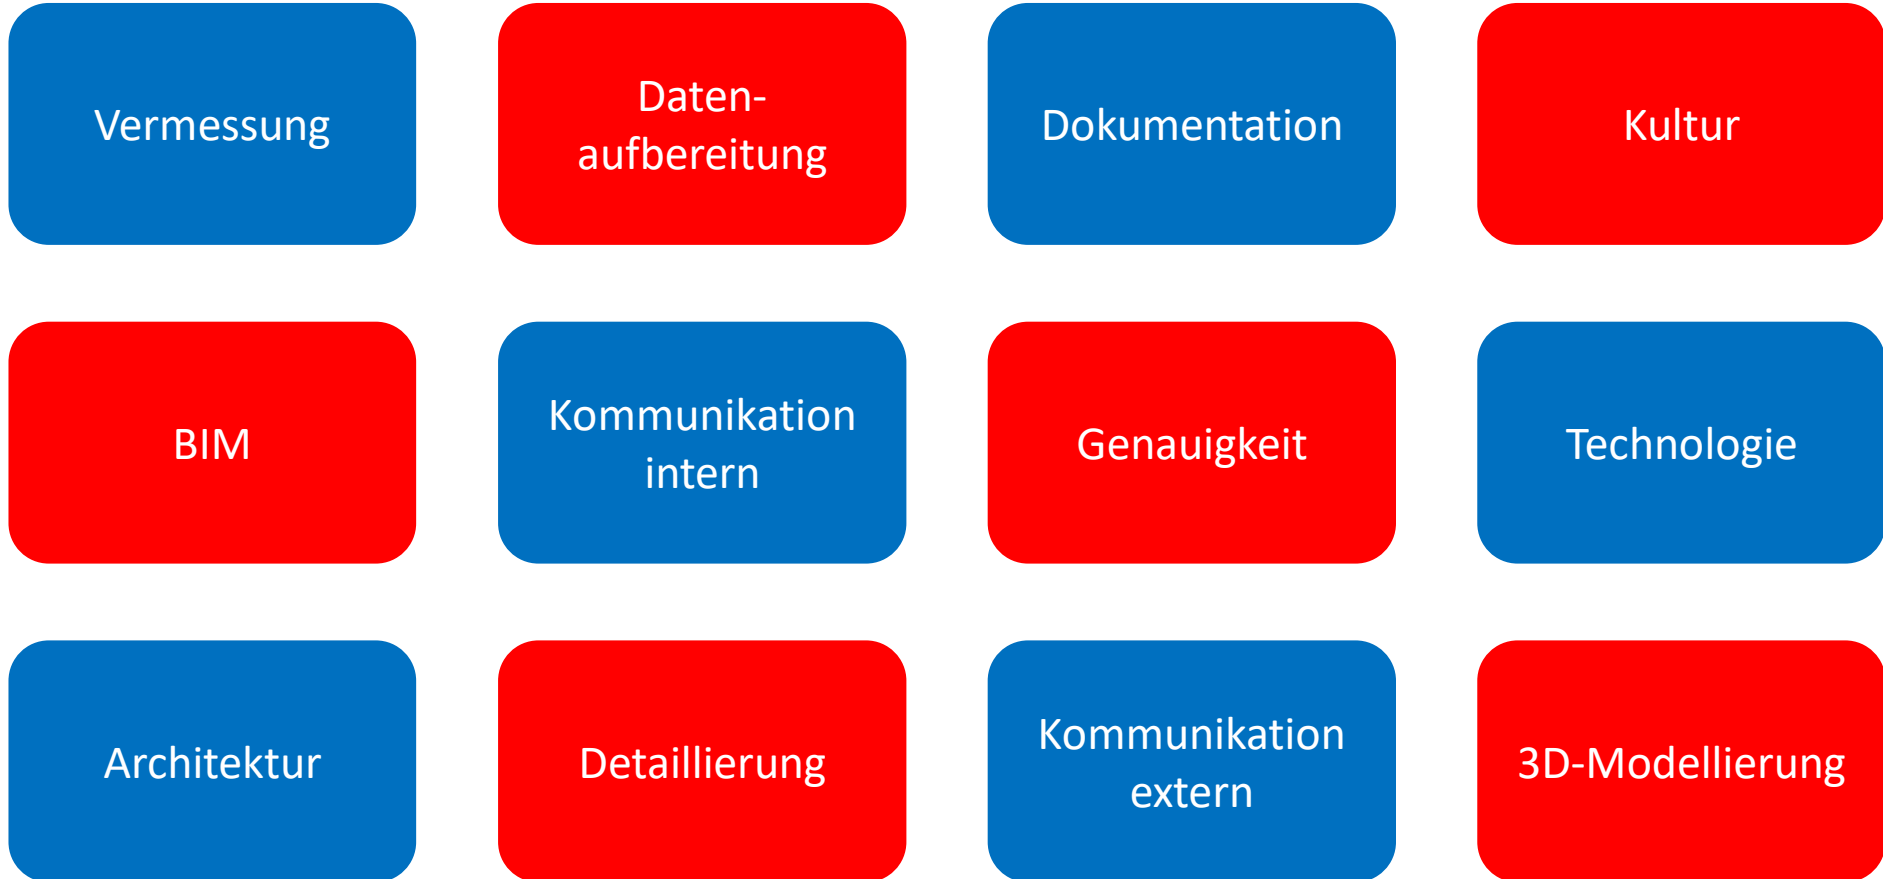 Vermessung
Daten-
aufbereitung
Dokumentation
Kultur
BIM
Kommunikation
intern
Genauigkeit
Technologie
Architektur
Detaillierung
Kommunikation
extern
3D-Modellierung